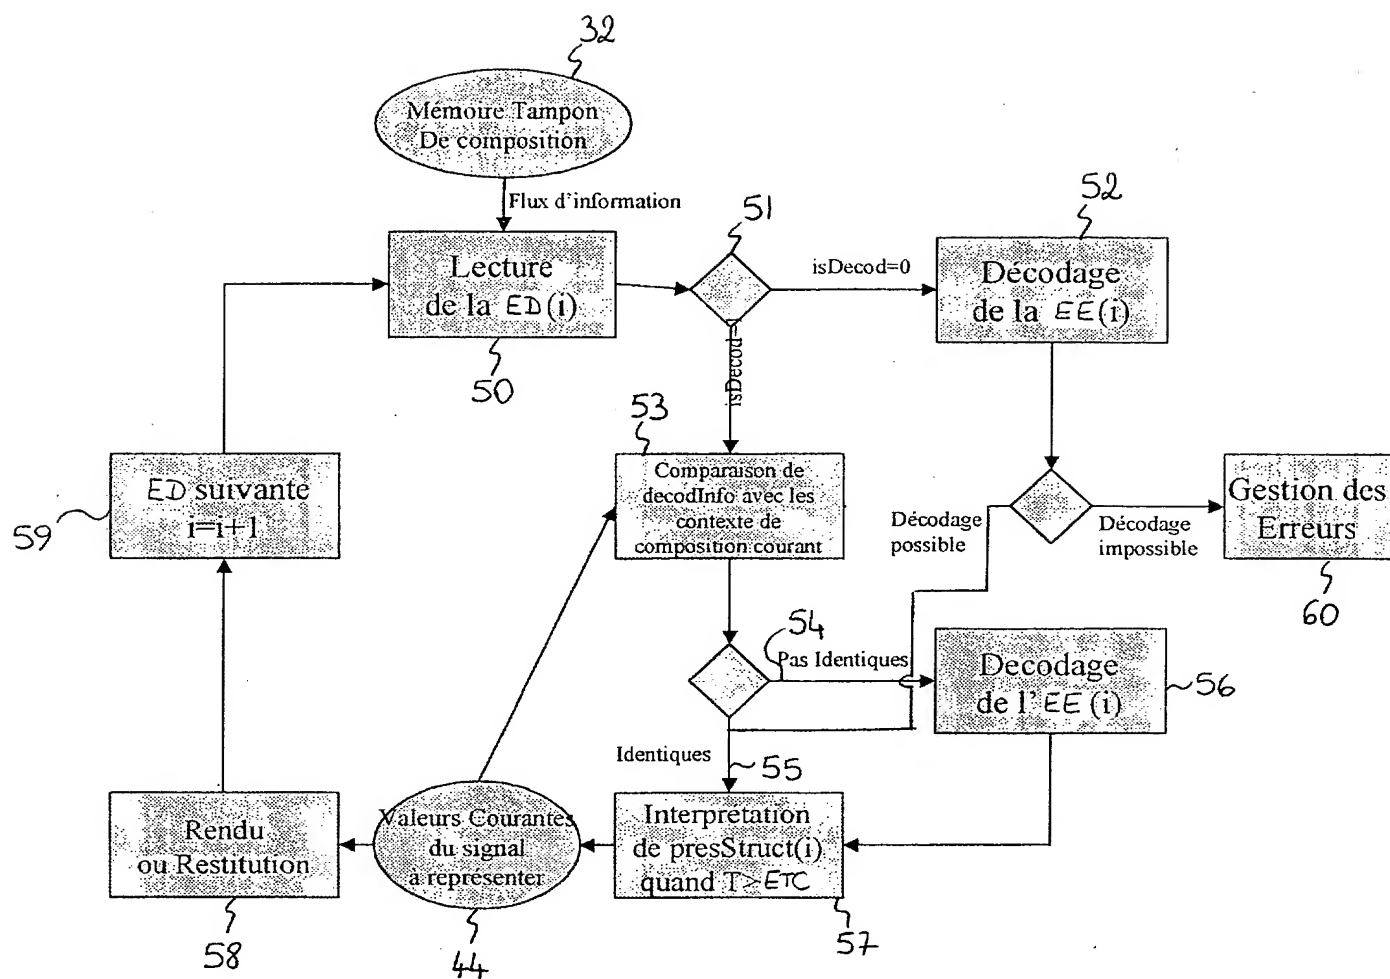 32
Mémoire Tampon
De composition
Flux d'information
51
52
Lecture
de la ED(i)
50
isDecod=0
Décodage
de la EE(i)
isDecod=1
53
Comparaison de
decodInfo avec les
contexte de
composition courant
ED suivante
i=i+1
59
Décodage
possible
Décodage
impossible
Gestion des
Erreurs
60
54
Pas Identiques
Decodage
de l'EE(i)
56
Identiques
55
Rendu
ou Restitution
58
Valeurs Courantes
du signal
a représenter
44
Interpretation
de presStruct(i)
quand T≥ETC
57